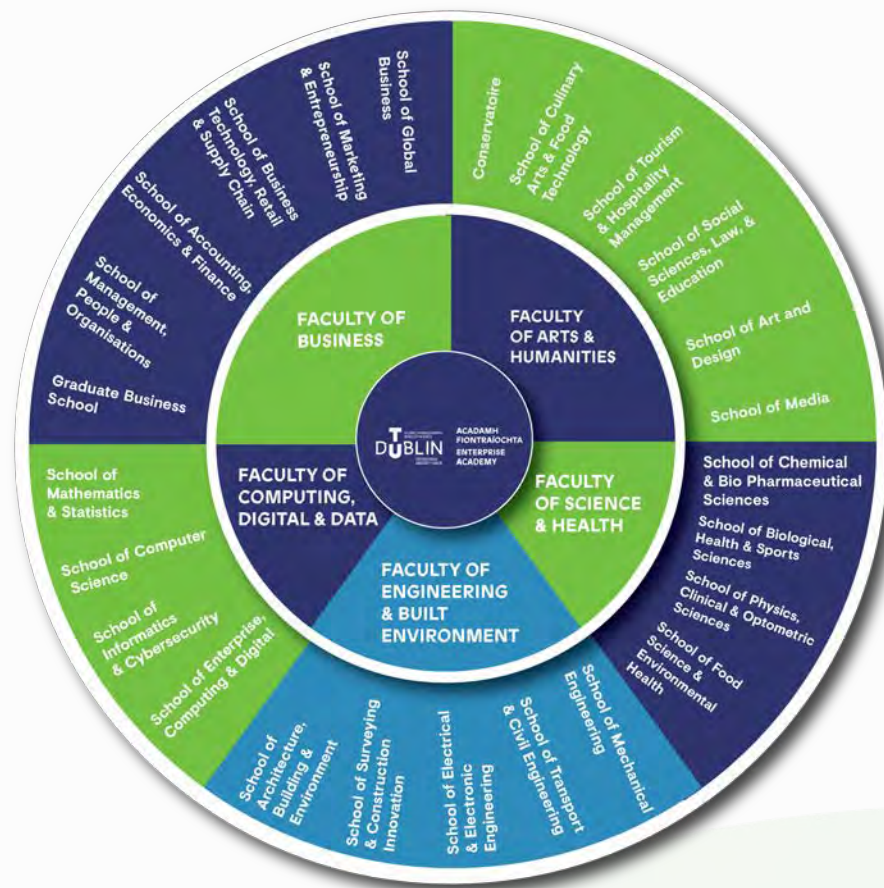 School of Global
Business
School of Marketing
& Entrepreneurship
School of Business
Technology, Retail
& Supply Chain
School of Accounting,
Economics & Finance
School of
Management,
People &
Organisations
Graduate Business
School
Conservatoire
School of Culinary
Arts & Food
Technology
School of Tourism
& Hospitality
Management
School of Social
Sciences, Law, &
Education
School of Art and
Design
School of Media
FACULTY OF
BUSINESS
FACULTY
OF ARTS &
HUMANITIES
TU
DUBLIN
ACADAMH
FIONTRAÍOCHTA
ENTERPRISE
ACADEMY
FACULTY OF
COMPUTING,
DIGITAL & DATA
FACULTY
OF SCIENCE
& HEALTH
FACULTY OF
ENGINEERING
& BUILT
ENVIRONMENT
School of
Mathematics
& Statistics
School of Computer
Science
School of
Informatics
& Cybersecurity
School of Enterprise,
Computing & Digital
School of Chemical
& Bio Pharmaceutical
Sciences
School of Biological,
Health & Sports
Sciences
School of Physics,
Clinical & Optometric
Sciences
School of Food
Science &
Environmental
Health
School of
Architecture,
Building &
Environment
School of Surveying
& Construction
Innovation
School of Electrical
& Electronic
Engineering
School of Transport
& Civil Engineering
School of Mechanical
Engineering